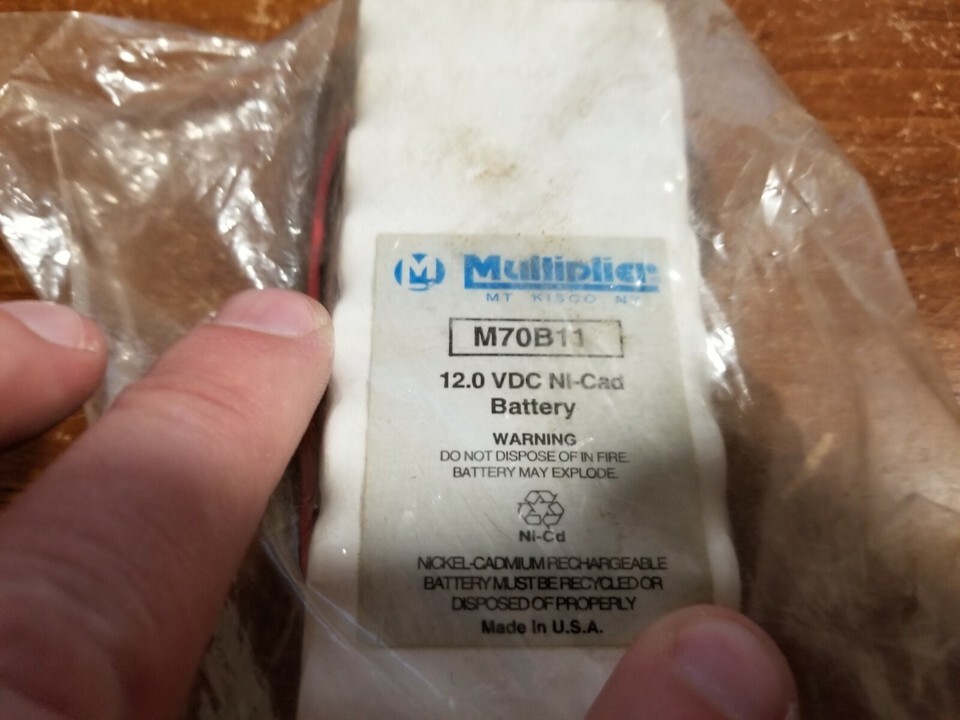 M Multiplier
MT KISCO NY
M70B11
12.0 VDC Ni-Cad
Battery
WARNING
DO NOT DISPOSE OF IN FIRE.
BATTERY MAY EXPLODE.
Ni-Cd
NICKEL-CADMIUM RECHARGEABLE
BATTERY MUST BE RECYCLED OR
DISPOSED OF PROPERLY
Made in U.S.A.